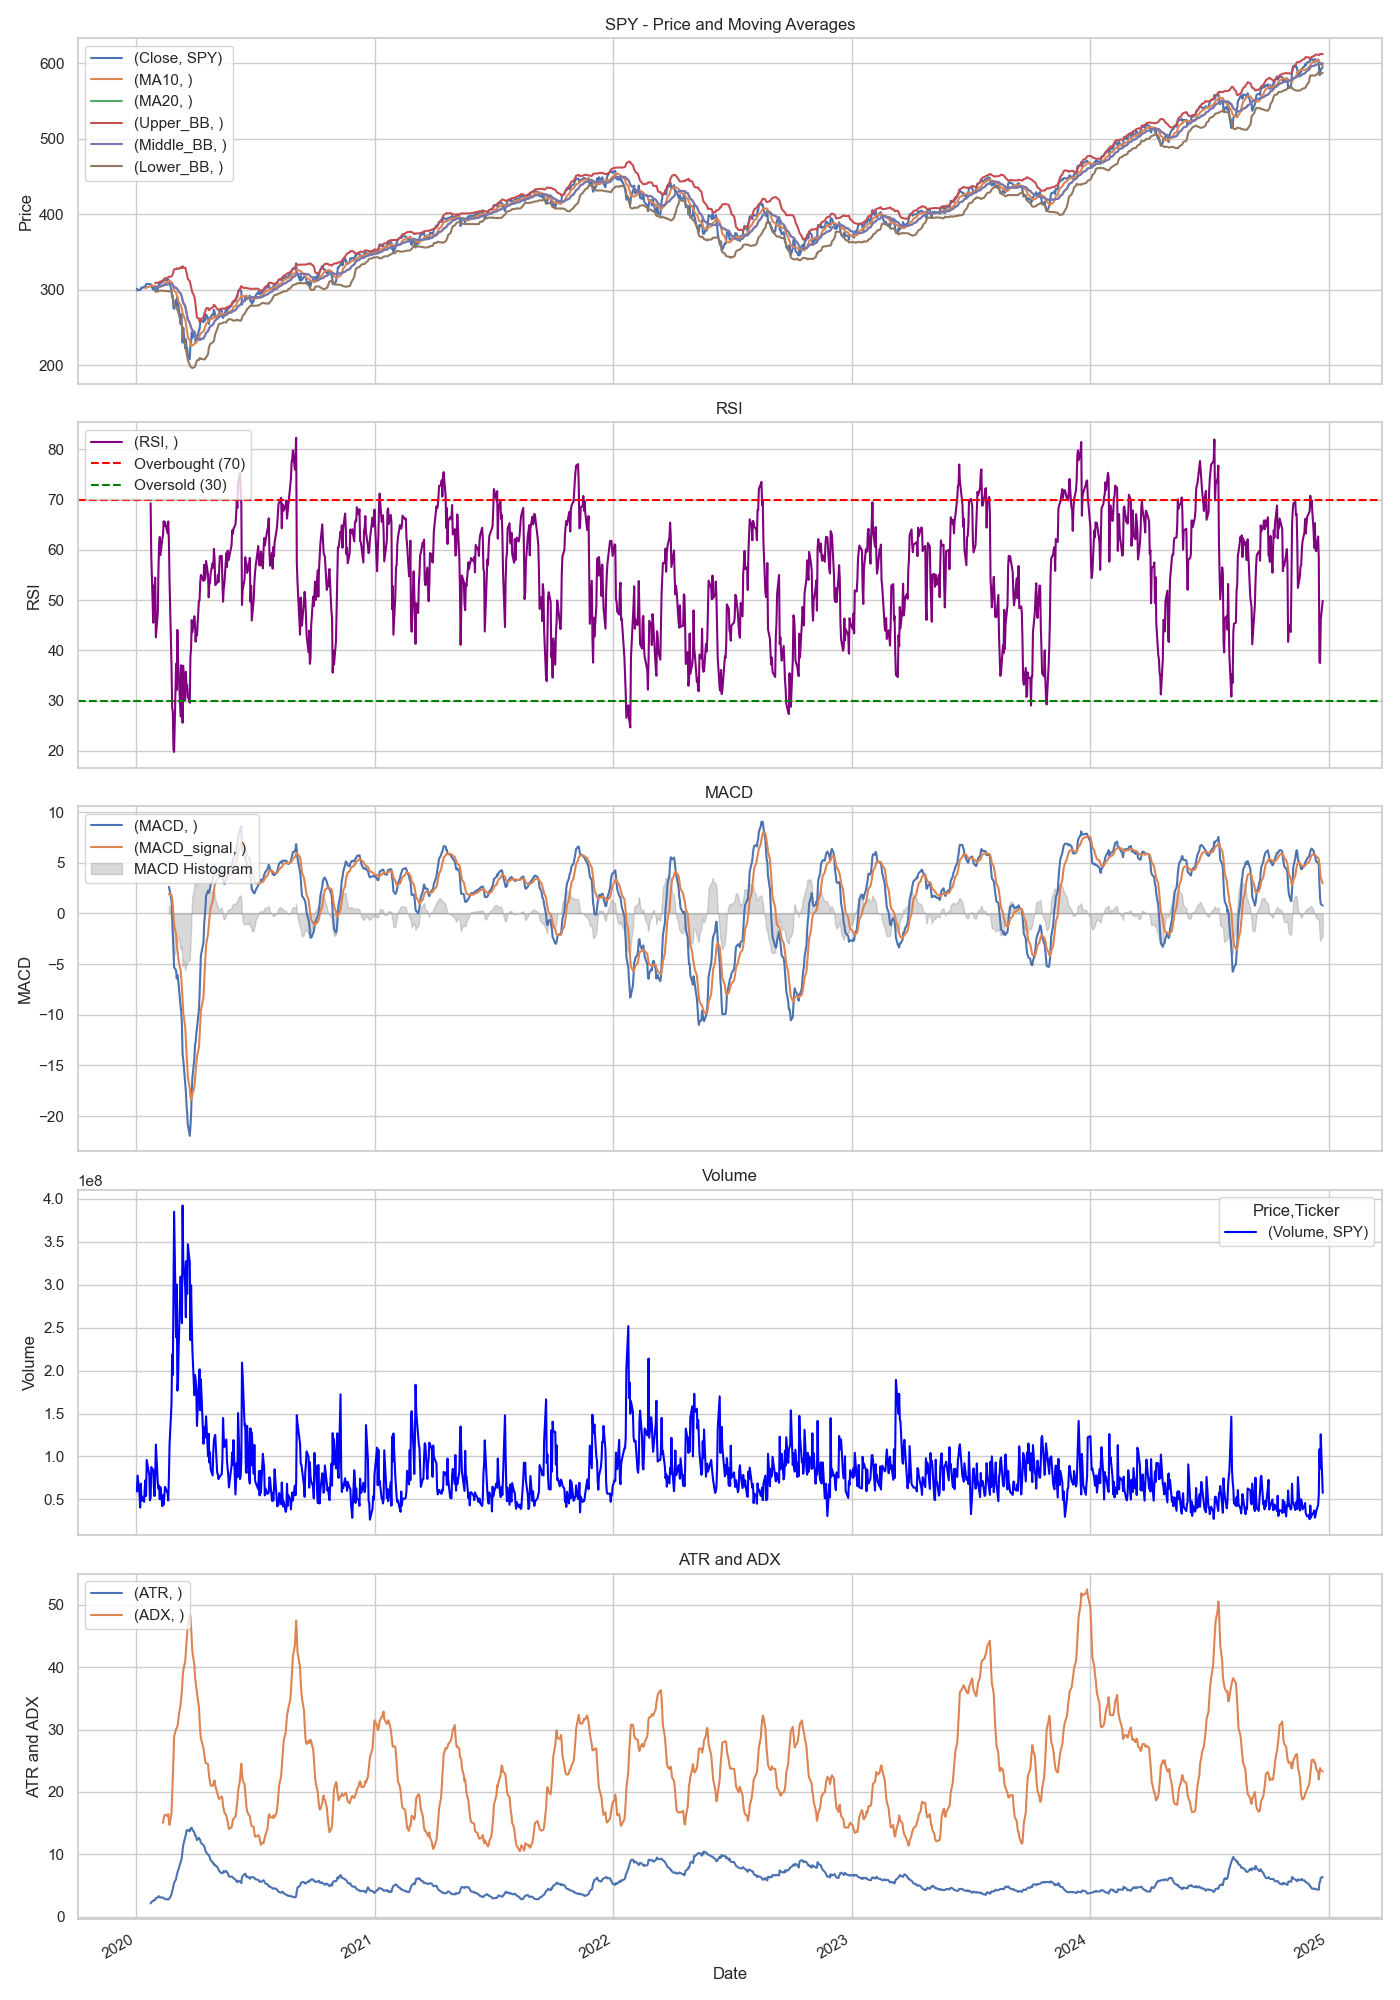 SPY - Price and Moving Averages
(Close, SPY)
(MA10, )
(MA20, )
(Upper_BB, )
(Middle_BB, )
(Lower_BB, )
Price
600
500
400
300
200
RSI
(RSI, )
Overbought (70)
Oversold (30)
RSI
80
70
60
50
40
30
20
MACD
(MACD, )
(MACD_signal, )
MACD Histogram
MACD
10
5
0
−5
−10
−15
−20
Volume
1e8
Price,Ticker
(Volume, SPY)
Volume
4.0
3.5
3.0
2.5
2.0
1.5
1.0
0.5
ATR and ADX
(ATR, )
(ADX, )
ATR and ADX
50
40
30
20
10
0
2020
2021
2022
2023
2024
2025
Date